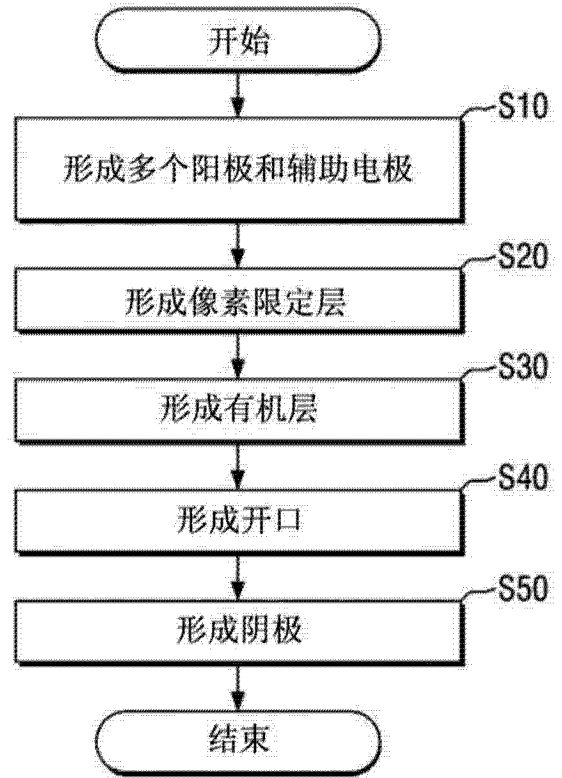 开始
S10
形成多个阳极和辅助电极
S20
形成像素限定层
S30
形成有机层
S40
形成开口
S50
形成阴极
结束